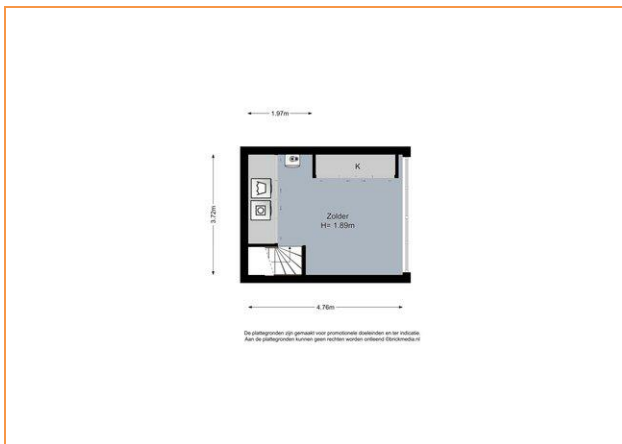 1.97m
K
3.72m
Zolder
H= 1.89m
4.76m
De plattegronden zijn gemaakt voor promotionele doeleinden en ter indicatie.
Aan de plattegronden kunnen geen rechten worden ontleend ©linckmedia.nl